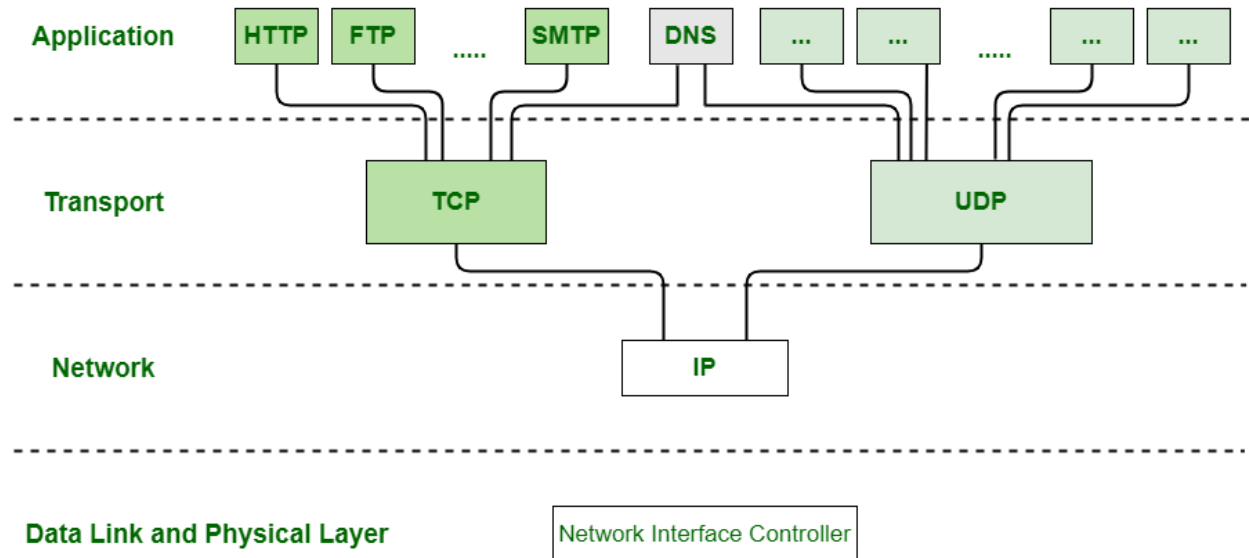 Application HTTP FTP ..... SMTP DNS ... ... ..... ... ...
Transport TCP UDP
Network IP
Data Link and Physical Layer Network Interface Controller